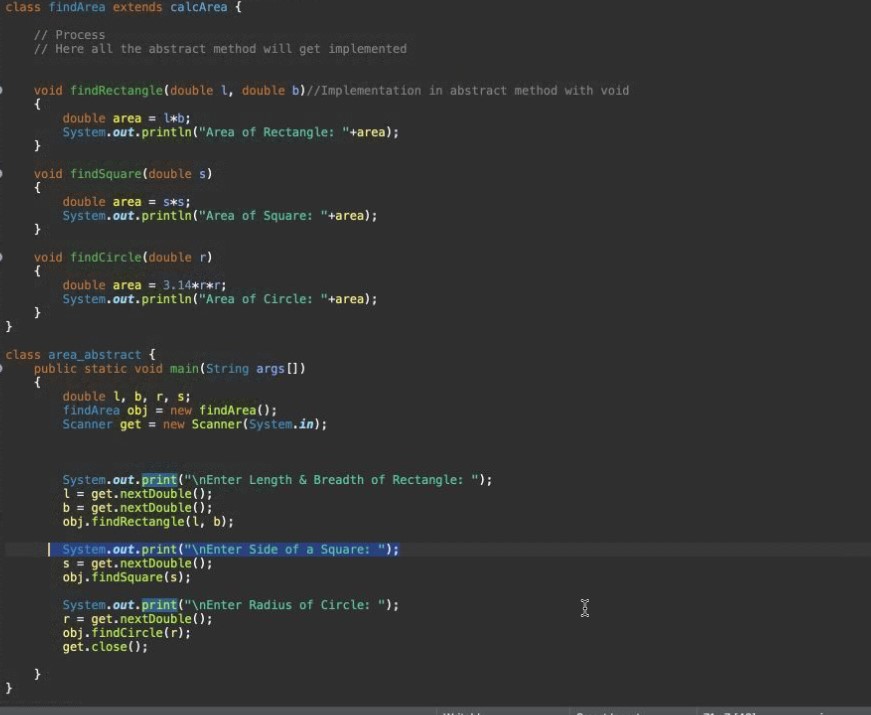 class findArea extends calcArea {
// Process
// Here all the abstract method will get implemented
void findRectangle(double l, double b)//Implementation in abstract method with void
{
double area = l*b;
System.out.println("Area of Rectangle: "+area);
}
void findSquare(double s)
{
double area = s*s;
System.out.println("Area of Square: "+area);
}
void findCircle(double r)
{
double area = 3.14*r*r;
System.out.println("Area of Circle: "+area);
}
}
class area_abstract {
public static void main(String args[])
{
double l, b, r, s;
findArea obj = new findArea();
Scanner get = new Scanner(System.in);
System.out.print("\nEnter Length & Breadth of Rectangle: ");
l = get.nextDouble();
b = get.nextDouble();
obj.findRectangle(l, b);
System.out.print("\nEnter Side of a Square: ");
s = get.nextDouble();
obj.findSquare(s);
System.out.print("\nEnter Radius of Circle: ");
r = get.nextDouble();
obj.findCircle(r);
get.close();
}
}